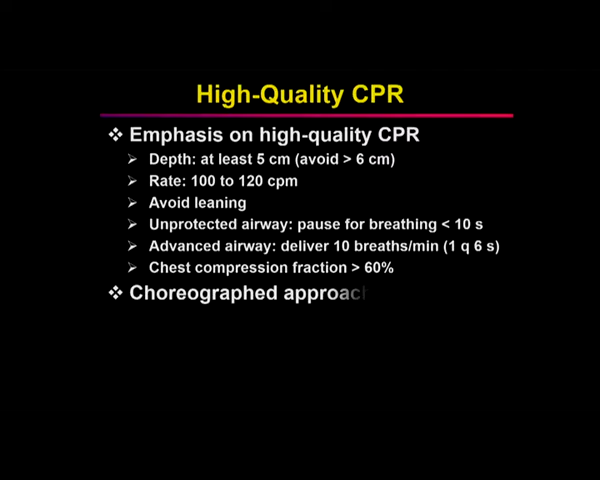 High-Quality CPR
❖ Emphasis on high-quality CPR
➢ Depth: at least 5 cm (avoid > 6 cm)
➢ Rate: 100 to 120 cpm
➢ Avoid leaning
➢ Unprotected airway: pause for breathing < 10 s
➢ Advanced airway: deliver 10 breaths/min (1 q 6 s)
➢ Chest compression fraction > 60%
❖ Choreographed approach